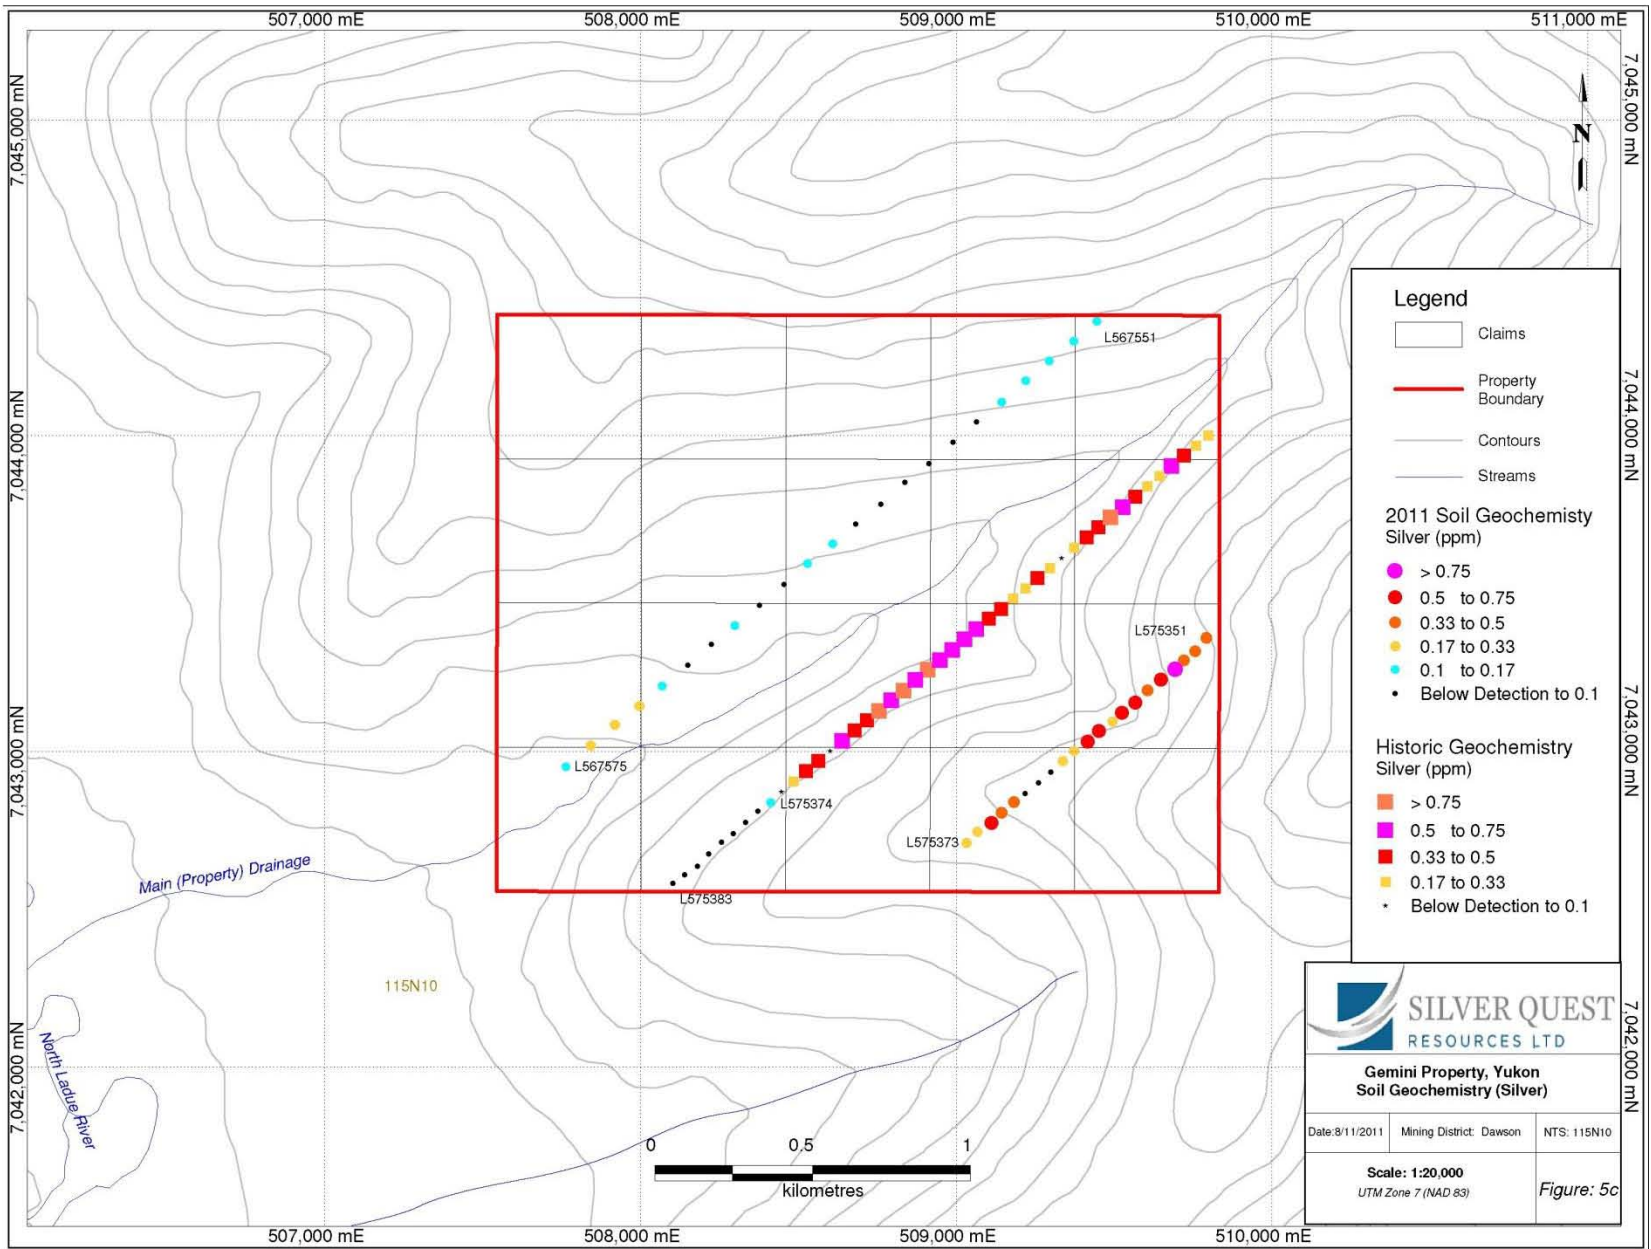 507,000 mE
508,000 mE
509,000 mE
510,000 mE
511,000 mE
7,045,000 mN
7,045,000 mN
N
Legend
Claims
Property
Boundary
Contours
Streams
2011 Soil Geochemisty
Silver (ppm)
> 0.75
0.5 to 0.75
0.33 to 0.5
0.17 to 0.33
0.1 to 0.17
Below Detection to 0.1
Historic Geochemistry
Silver (ppm)
> 0.75
0.5 to 0.75
0.33 to 0.5
0.17 to 0.33
Below Detection to 0.1
L567551
7,044,000 mN
7,044,000 mN
L575351
L567575
7,043,000 mN
7,043,000 mN
L575374
L575373
L575383
Main (Property) Drainage
115N10
North Ladue River
7,042,000 mN
7,042,000 mN
0
0.5
1
kilometres
SILVER QUEST
RESOURCES LTD
Gemini Property, Yukon
Soil Geochemistry (Silver)
Date:8/11/2011
Mining District: Dawson
NTS: 115N10
Scale: 1:20,000
UTM Zone 7 (NAD 83)
Figure: 5c
507,000 mE
508,000 mE
509,000 mE
510,000 mE